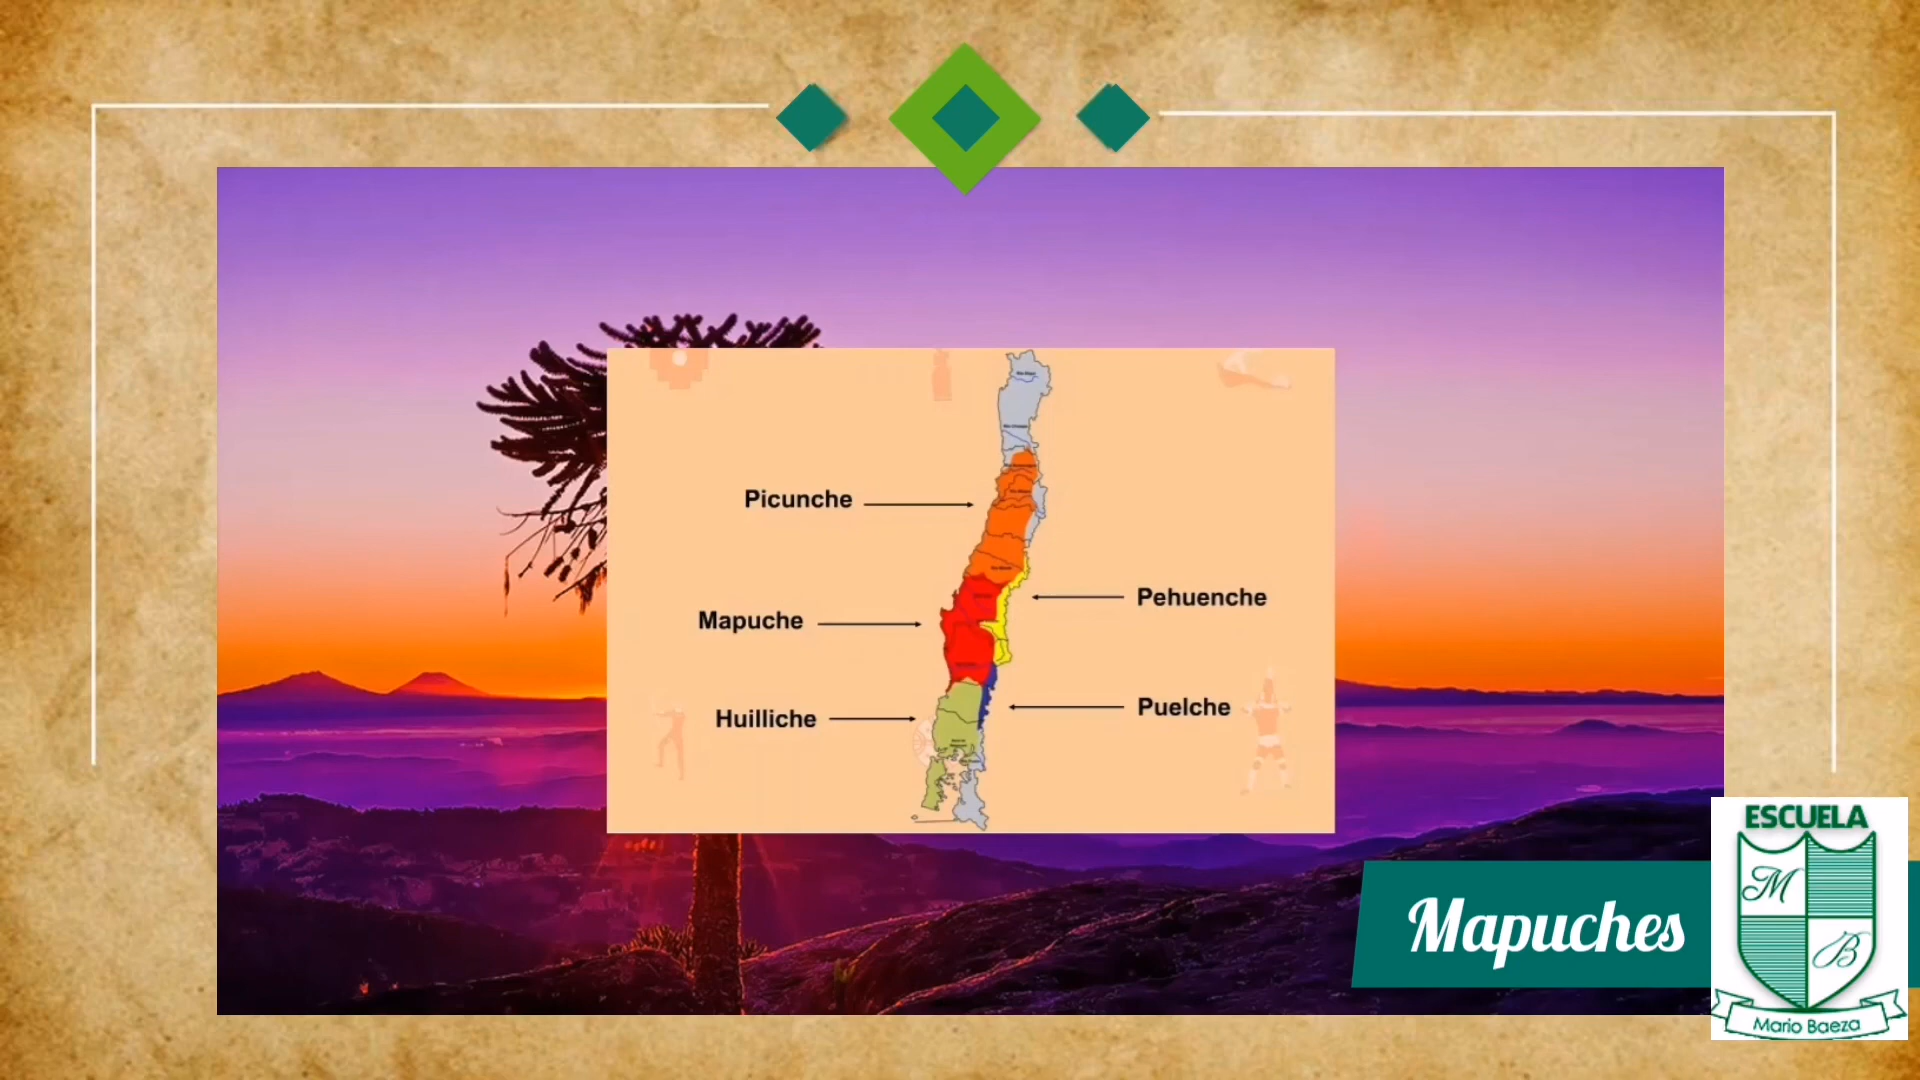 Picunche
Pehuenche
Mapuche
Puelche
Huilliche
Mapuches
ESCUELA
M
B
Mario Baeza